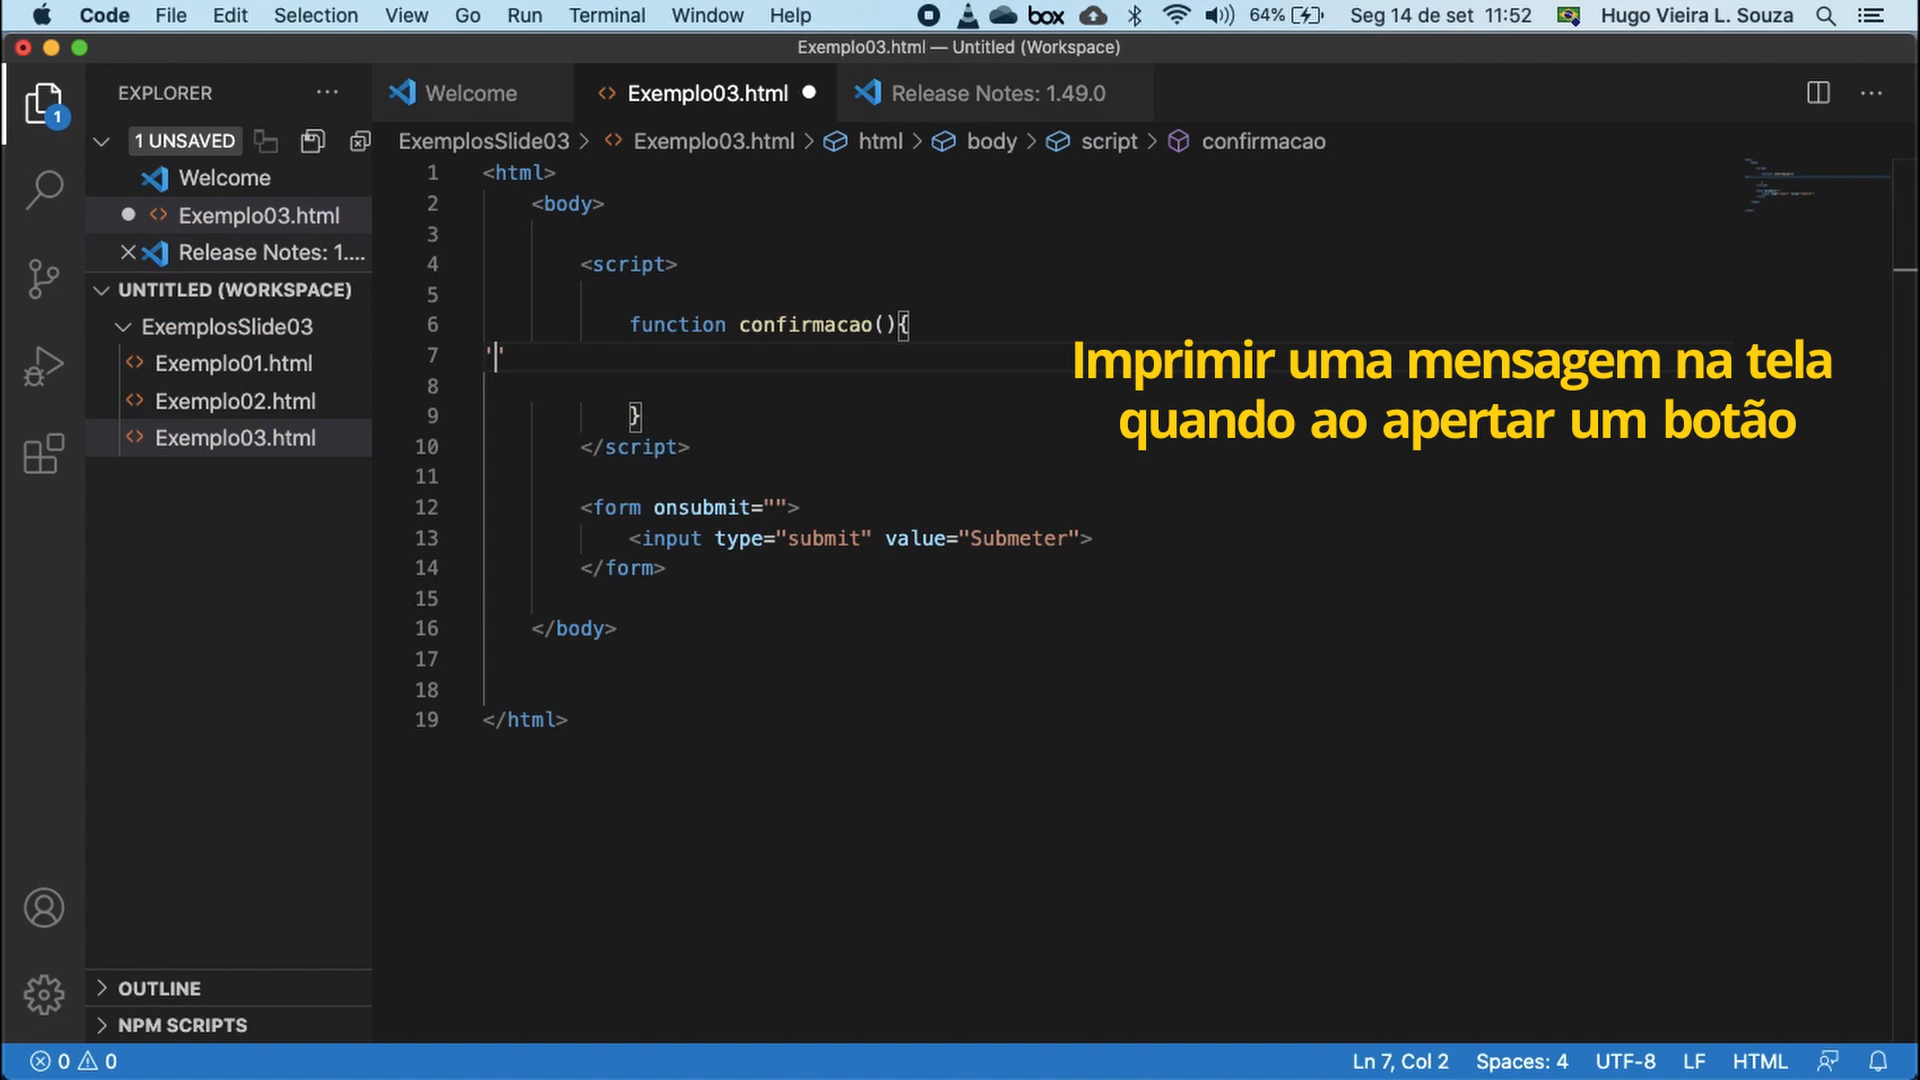 Code File Edit Selection View Go Run Terminal Window Help box 64% Seg 14 de set 11:52 Hugo Vieira L. Souza
Exemplo03.html — Untitled (Workspace)
EXPLORER
Welcome
Exemplo03.html
Release Notes: 1.49.0
1
1 UNSAVED
Welcome
Exemplo03.html
Release Notes: 1....
UNTITLED (WORKSPACE)
ExemplosSlide03
Exemplo01.html
Exemplo02.html
Exemplo03.html
OUTLINE
NPM SCRIPTS
ExemplosSlide03 > Exemplo03.html > html > body > script > confirmacao
1 <html>
2 <body>
3
4 <script>
5
6 function confirmacao(){
7 ''
8
9 }
10 </script>
11
12 <form onsubmit="">
13 <input type="submit" value="Submeter">
14 </form>
15
16 </body>
17
18
19 </html>
Imprimir uma mensagem na tela
quando ao apertar um botão
0 0 Ln 7, Col 2 Spaces: 4 UTF-8 LF HTML